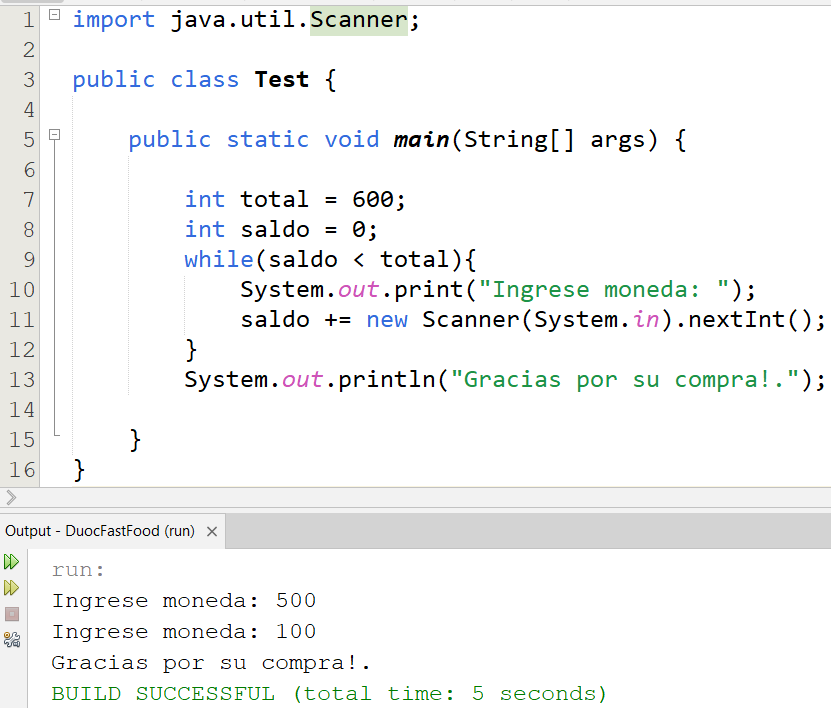 1 import java.util.Scanner;
2
3 public class Test {
4
5     public static void main(String[] args) {
6
7         int total = 600;
8         int saldo = 0;
9         while(saldo < total){
10             System.out.print("Ingrese moneda: ");
11             saldo += new Scanner(System.in).nextInt();
12         }
13         System.out.println("Gracias por su compra!.");
14
15     }
16 }
Output - DuocFastFood (run) ×
run:
Ingrese moneda: 500
Ingrese moneda: 100
Gracias por su compra!.
BUILD SUCCESSFUL (total time: 5 seconds)